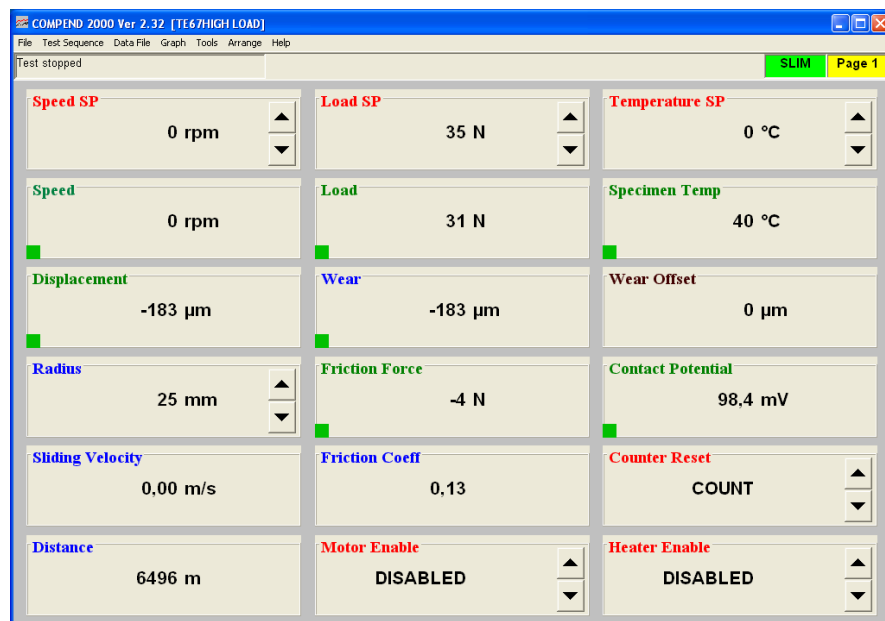 COMPEND 2000 Ver 2.32 [TE67HIGH LOAD]
File Test Sequence Data File Graph Tools Arrange Help
Test stopped SLIM Page 1
Speed SP Load SP Temperature SP
0 rpm 35 N 0 °C
Speed Load Specimen Temp
0 rpm 31 N 40 °C
Displacement Wear Wear Offset
-183 µm -183 µm 0 µm
Radius Friction Force Contact Potential
25 mm -4 N 98,4 mV
Sliding Velocity Friction Coeff Counter Reset
0,00 m/s 0,13 COUNT
Distance Motor Enable Heater Enable
6496 m DISABLED DISABLED